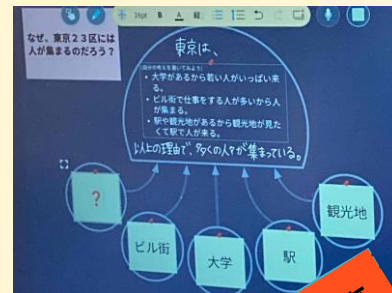 16pt B A
なぜ、東京23区には
人が集まるのだろう？
東京は、
(自分の考えを書いてみよう)
• 大学があるから若い人がいっぱい来
る。
• ビル街で仕事をする人が多いから人
が集まる。
• 駅や観光地があるから観光地が見た
くて駅で人が来る。
以上の理由で、多くの人が集まっている。
?
ビル街
大学
駅
観光地